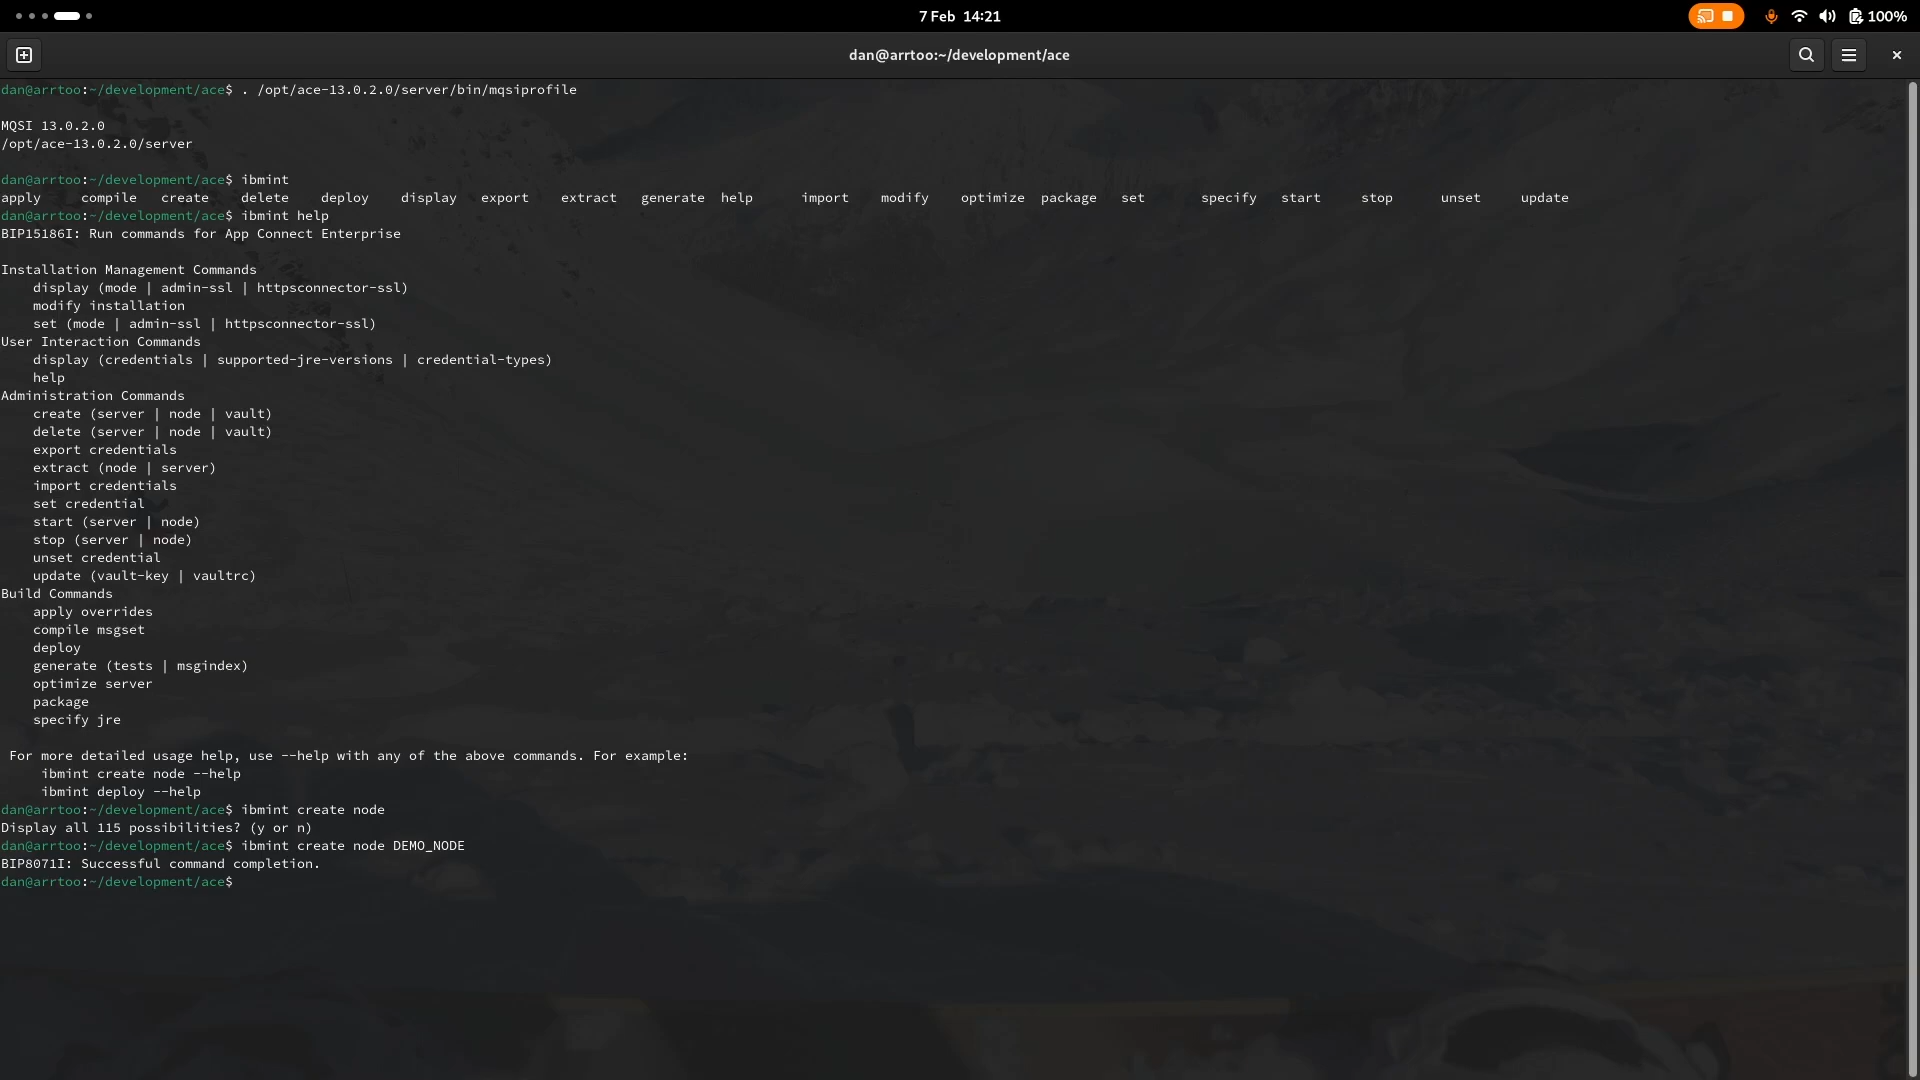 7 Feb 14:21
100%
dan@arrtoo:~/development/ace
dan@arrtoo:~/development/ace$ . /opt/ace-13.0.2.0/server/bin/mqsiprofile
MQSI 13.0.2.0
/opt/ace-13.0.2.0/server
dan@arrtoo:~/development/ace$ ibmint
apply compile create delete deploy display export extract generate help import modify optimize package set specify start stop unset update
dan@arrtoo:~/development/ace$ ibmint help
BIP15186I: Run commands for App Connect Enterprise
Installation Management Commands
display (mode | admin-ssl | httpsconnector-ssl)
modify installation
set (mode | admin-ssl | httpsconnector-ssl)
User Interaction Commands
display (credentials | supported-jre-versions | credential-types)
help
Administration Commands
create (server | node | vault)
delete (server | node | vault)
export credentials
extract (node | server)
import credentials
set credential
start (server | node)
stop (server | node)
unset credential
update (vault-key | vaultrc)
Build Commands
apply overrides
compile msgset
deploy
generate (tests | msgindex)
optimize server
package
specify jre
For more detailed usage help, use --help with any of the above commands. For example:
ibmint create node --help
ibmint deploy --help
dan@arrtoo:~/development/ace$ ibmint create node
Display all 115 possibilities? (y or n)
dan@arrtoo:~/development/ace$ ibmint create node DEMO_NODE
BIP8071I: Successful command completion.
dan@arrtoo:~/development/ace$